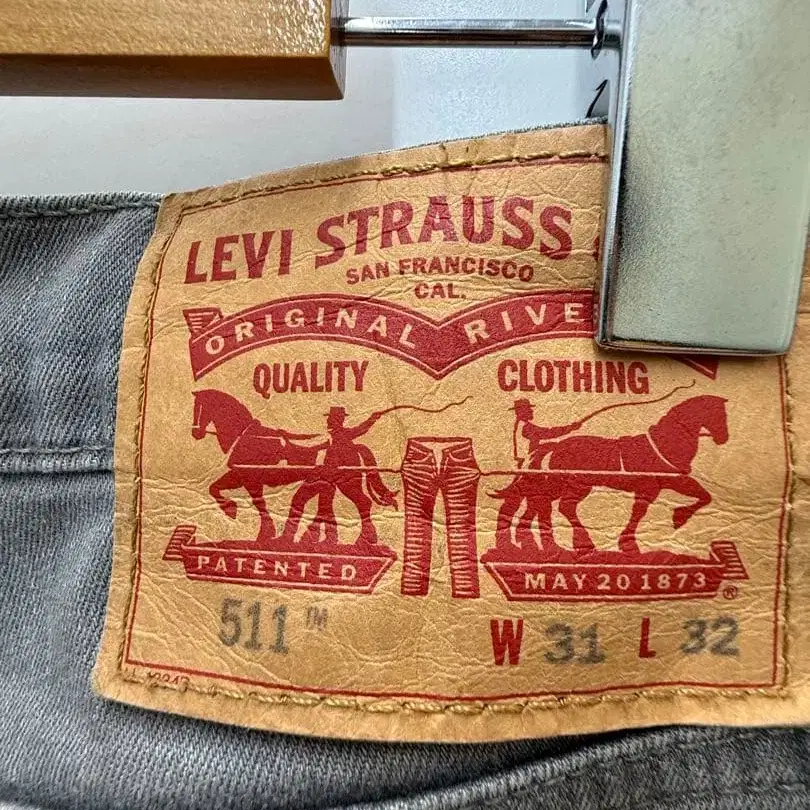 LEVI STRAUSS
SAN FRANCISCO
CAL.
ORIGINAL RIVE
QUALITY CLOTHING
PATENTED
MAY 20 1873 ®
511™
W 31 L 32